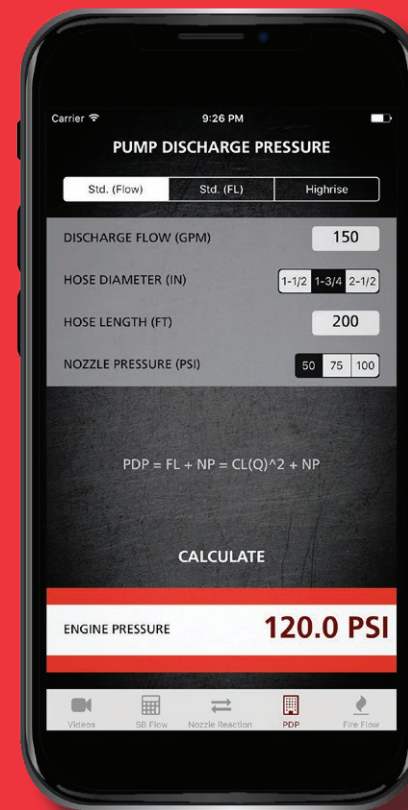 Carrier 9:26 PM
PUMP DISCHARGE PRESSURE
Std. (Flow) Std. (FL) Highrise
DISCHARGE FLOW (GPM) 150
HOSE DIAMETER (IN) 1-1/2 1-3/4 2-1/2
HOSE LENGTH (FT) 200
NOZZLE PRESSURE (PSI) 50 75 100
PDP = FL + NP = CL(Q)^2 + NP
CALCULATE
ENGINE PRESSURE 120.0 PSI
Videos SB Flow Nozzle Reaction PDP Fire Flow